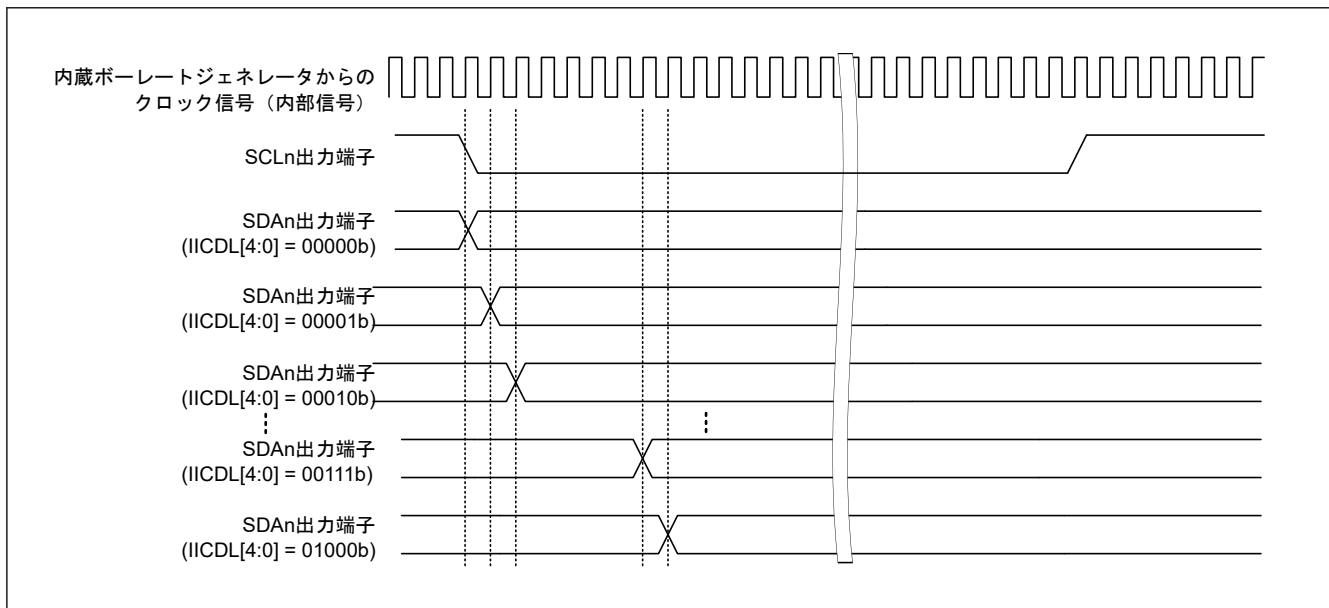 内蔵ボーレートジェネレータからの
クロック信号（内部信号）
SCLn出力端子
SDAn出力端子
(IICDL[4:0] = 00000b)
SDAn出力端子
(IICDL[4:0] = 00001b)
SDAn出力端子
(IICDL[4:0] = 00010b)
SDAn出力端子
(IICDL[4:0] = 00111b)
SDAn出力端子
(IICDL[4:0] = 01000b)